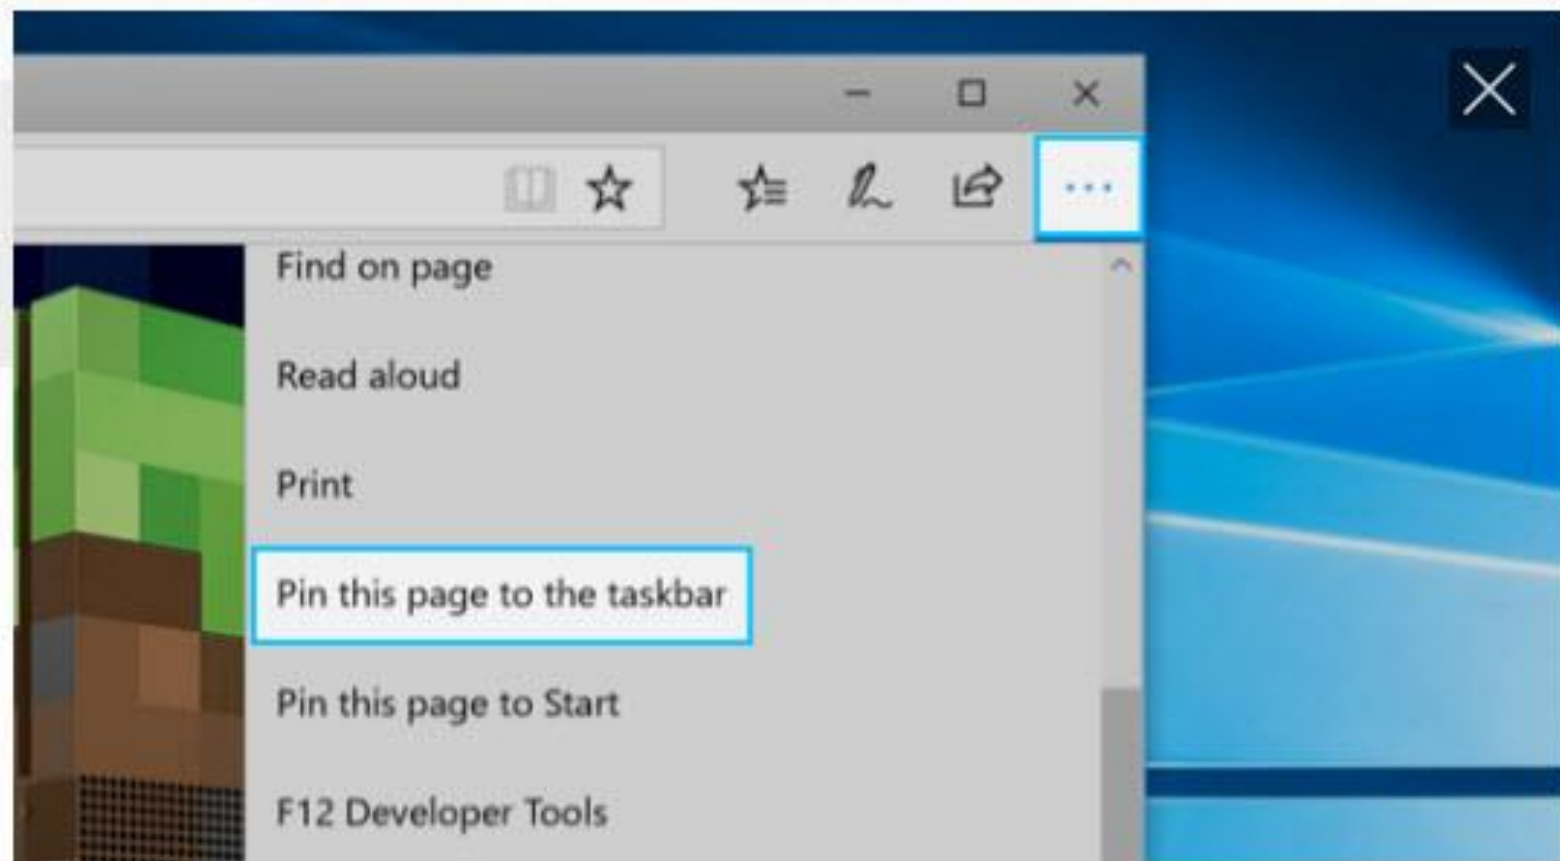 Find on page
Read aloud
Print
Pin this page to the taskbar
Pin this page to Start
F12 Developer Tools